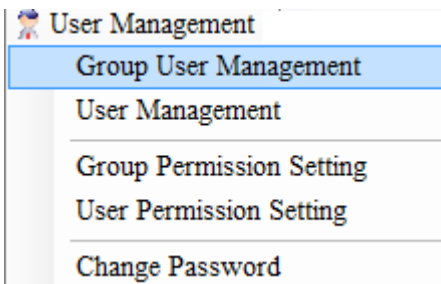 User Management
Group User Management
User Management
Group Permission Setting
User Permission Setting
Change Password